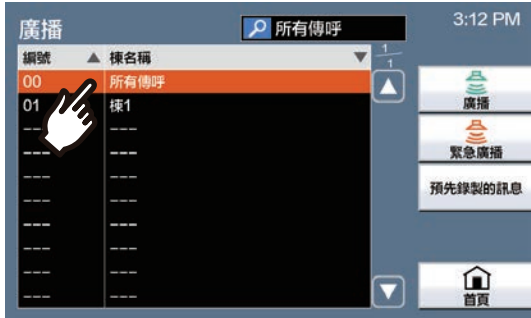 廣播
所有傳呼
3:12 PM
編號 ▲ 棟名稱 ▼
1/1
00 所有傳呼
01 棟1
--- ---
--- ---
--- ---
--- ---
--- ---
--- ---
--- ---
廣播
緊急廣播
預先錄製的訊息
首頁